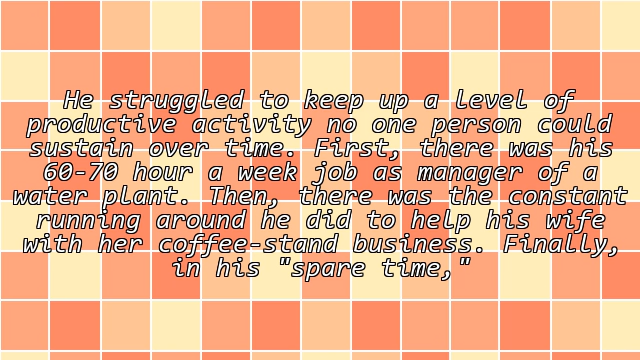 He struggled to keep up a level of
productive activity no one person could
sustain over time. First, there was his
60-70 hour a week job as manager of a
water plant. Then, there was the constant
running around he did to help his wife
with her coffee-stand business. Finally,
in his "spare time,"